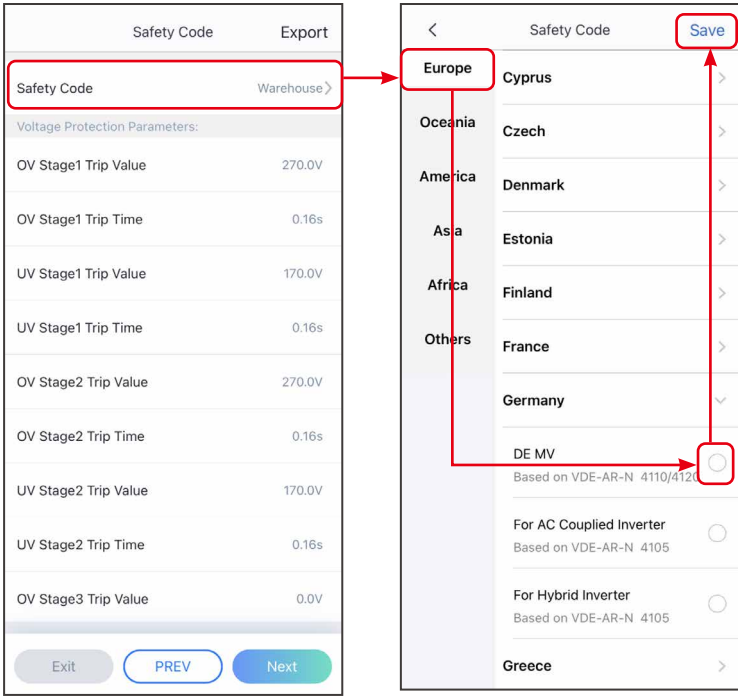 Safety Code Export
Safety Code Warehouse
Voltage Protection Parameters:
OV Stage1 Trip Value 270.0V
OV Stage1 Trip Time 0.16s
UV Stage1 Trip Value 170.0V
UV Stage1 Trip Time 0.16s
OV Stage2 Trip Value 270.0V
OV Stage2 Trip Time 0.16s
UV Stage2 Trip Value 170.0V
UV Stage2 Trip Time 0.16s
OV Stage3 Trip Value 0.0V
Exit PREV Next
Safety Code Save
Europe
Oceania
America
Asia
Africa
Others
Cyprus
Czech
Denmark
Estonia
Finland
France
Germany
DE MV
Based on VDE-AR-N 4110/4120
For AC Couplied Inverter
Based on VDE-AR-N 4105
For Hybrid Inverter
Based on VDE-AR-N 4105
Greece